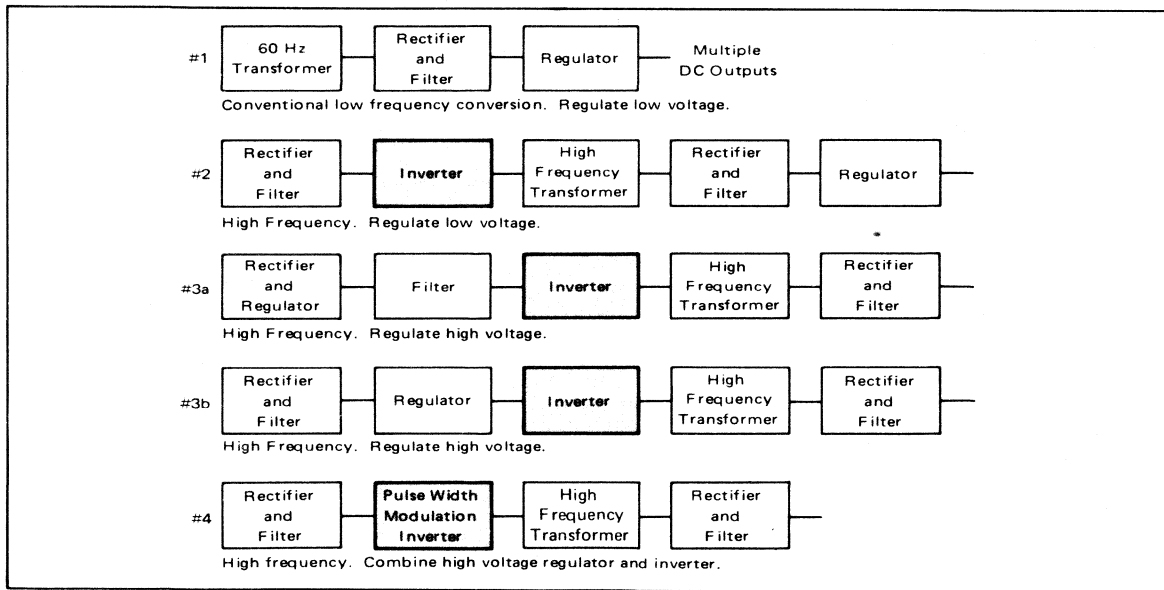 #1
60 Hz
Transformer
Rectifier
and
Filter
Regulator
Multiple
DC Outputs
Conventional low frequency conversion. Regulate low voltage.
#2
Rectifier
and
Filter
Inverter
High
Frequency
Transformer
Rectifier
and
Filter
Regulator
High Frequency. Regulate low voltage.
#3a
Rectifier
and
Regulator
Filter
Inverter
High
Frequency
Transformer
Rectifier
and
Filter
High Frequency. Regulate high voltage.
#3b
Rectifier
and
Filter
Regulator
Inverter
High
Frequency
Transformer
Rectifier
and
Filter
High Frequency. Regulate high voltage.
#4
Rectifier
and
Filter
Pulse Width
Modulation
Inverter
High
Frequency
Transformer
Rectifier
and
Filter
High frequency. Combine high voltage regulator and inverter.